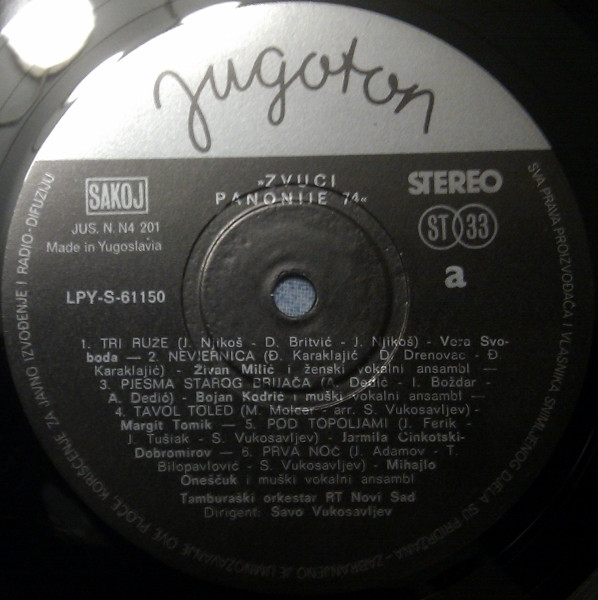 jugoton
SAKOJ
JUS. N. N4 201
Made in Yugoslavia
»ZVUCI
PANONIJE 74«
STEREO
ST 33
a
LPY-S-61150
1. TRI RUŽE (J. Njikoš - D. Britvić - J. Njikoš) - Vera Svo-
boda — 2. NEVJERNICA (Đ. Karaklajić - D. Drenovac - Đ.
Karaklajić) - Živan Milić i ženski vokalni ansambl —
3. PJESMA STAROG BRIJAČA (A. Dedić - I. Boždar -
A. Dedić) - Bojan Kodrić i muški vokalni ansambl —
4. TAVOL TOLED (M. Molcer - arr. S. Vukosavljev) -
Margit Tomik — 5. POD TOPOLJAMI (J. Ferik -
J. Tušiak - S. Vukosavljev) - Jarmila Činkotski-
Dobromirov — 6. PRVA NOĆ (J. Adamov - T.
Bilopavlović - S. Vukosavljev) - Mihajlo
Onešćuk i muški vokalni ansambl
Tamburaški orkestar RT Novi Sad
Dirigent: Savo Vukosavljev
SVA PRAVA PROIZVOĐAČA I VLASNIKA SNIMLJENOG DJELA SU PRIDRŽANA - ZABRANJENO JE UMNOŽAVANJE OVE PLOČE, KORIŠĆENJE ZA JAVNO IZVOĐENJE I RADIO-DIFUZIJU